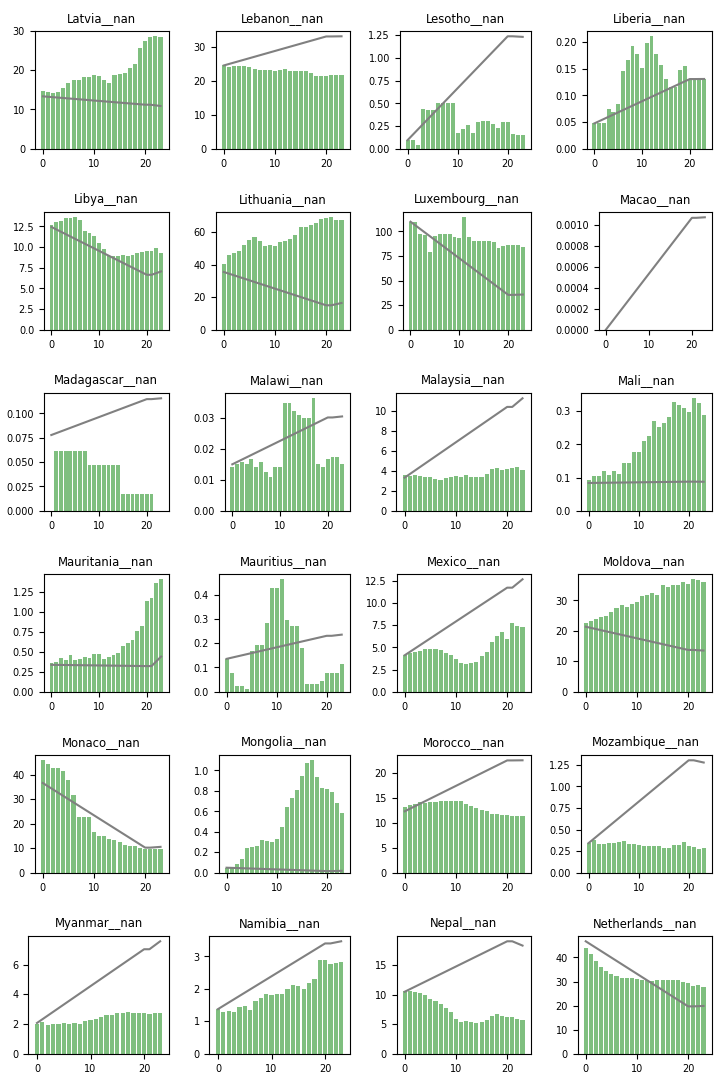 Latvia__nan Lebanon__nan Lesotho__nan Liberia__nan
30 20 10 0 0 10 20
30 20 10 0 0 10 20
1.25 1.00 0.75 0.50 0.25 0.00 0 10 20
0.20 0.15 0.10 0.05 0.00 0 10 20
Libya__nan Lithuania__nan Luxembourg__nan Macao__nan
12.5 10.0 7.5 5.0 2.5 0.0 0 10 20
60 40 20 0 0 10 20
100 75 50 25 0 0 10 20
0.0010 0.0008 0.0006 0.0004 0.0002 0.0000 0 10 20
Madagascar__nan Malawi__nan Malaysia__nan Mali__nan
0.100 0.075 0.050 0.025 0.000 0 10 20
0.03 0.02 0.01 0.00 0 10 20
10 8 6 4 2 0 0 10 20
0.3 0.2 0.1 0.0 0 10 20
Mauritania__nan Mauritius__nan Mexico__nan Moldova__nan
1.25 1.00 0.75 0.50 0.25 0.00 0 10 20
0.4 0.3 0.2 0.1 0.0 0 10 20
12.5 10.0 7.5 5.0 2.5 0.0 0 10 20
30 20 10 0 0 10 20
Monaco__nan Mongolia__nan Morocco__nan Mozambique__nan
40 30 20 10 0 0 10 20
1.0 0.8 0.6 0.4 0.2 0.0 0 10 20
20 15 10 5 0 0 10 20
1.25 1.00 0.75 0.50 0.25 0.00 0 10 20
Myanmar__nan Namibia__nan Nepal__nan Netherlands__nan
6 4 2 0 0 10 20
3 2 1 0 0 10 20
15 10 5 0 0 10 20
40 30 20 10 0 0 10 20